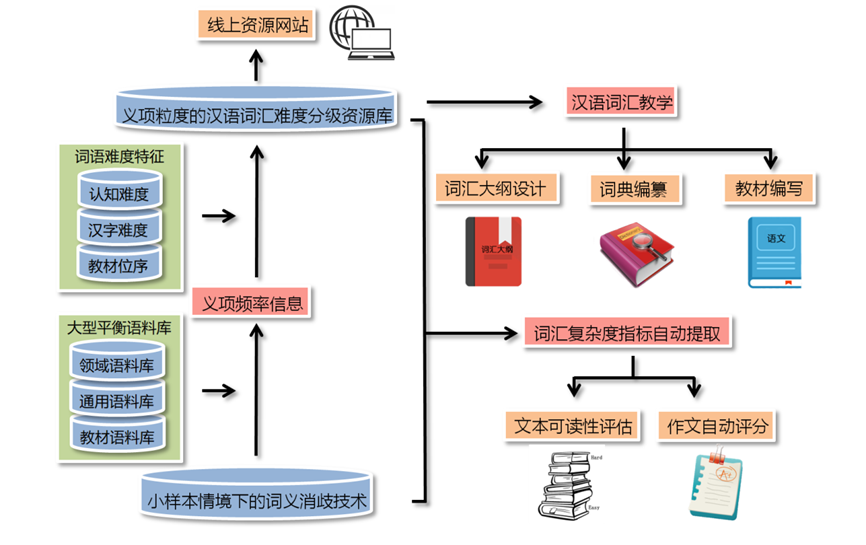 线上资源网站
义项粒度的汉语词汇难度分级资源库
汉语词汇教学
词语难度特征
认知难度
汉字难度
教材位序
词汇大纲设计
词典编纂
教材编写
词汇大纲
语文
义项频率信息
大型平衡语料库
领域语料库
通用语料库
教材语料库
词汇复杂度指标自动提取
文本可读性评估
作文自动评分
Hard
Easy
A+
小样本情境下的词义消歧技术